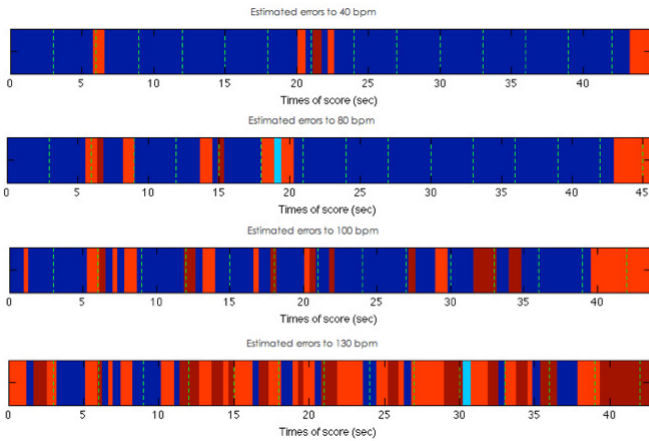 Estimated errors to 40 bpm
0 5 10 15 20 25 30 35 40
Times of score (sec)
Estimated errors to 80 bpm
0 5 10 15 20 25 30 35 40 45
Times of score (sec)
Estimated errors to 100 bpm
0 5 10 15 20 25 30 35 40
Times of score (sec)
Estimated errors to 130 bpm
0 5 10 15 20 25 30 35 40
Times of score (sec)